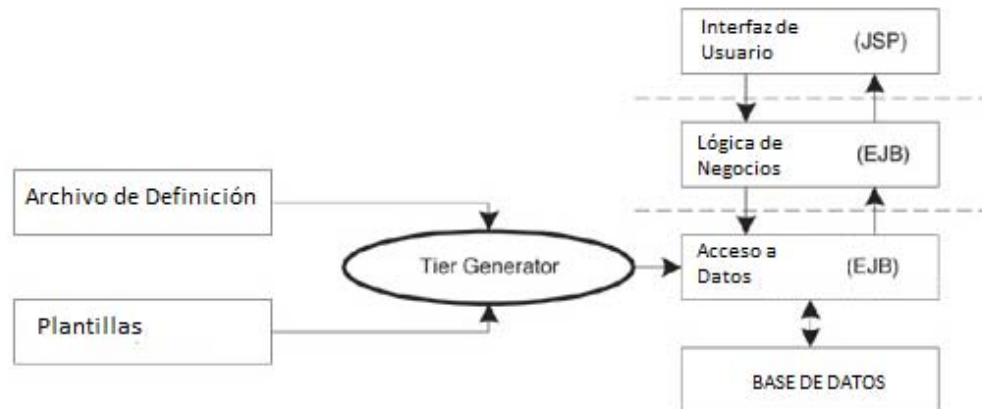 Interfaz de
Usuario
(JSP)
Lógica de
Negocios
(EJB)
Archivo de Definición
Tier Generator
Acceso a
Datos
(EJB)
Plantillas
BASE DE DATOS